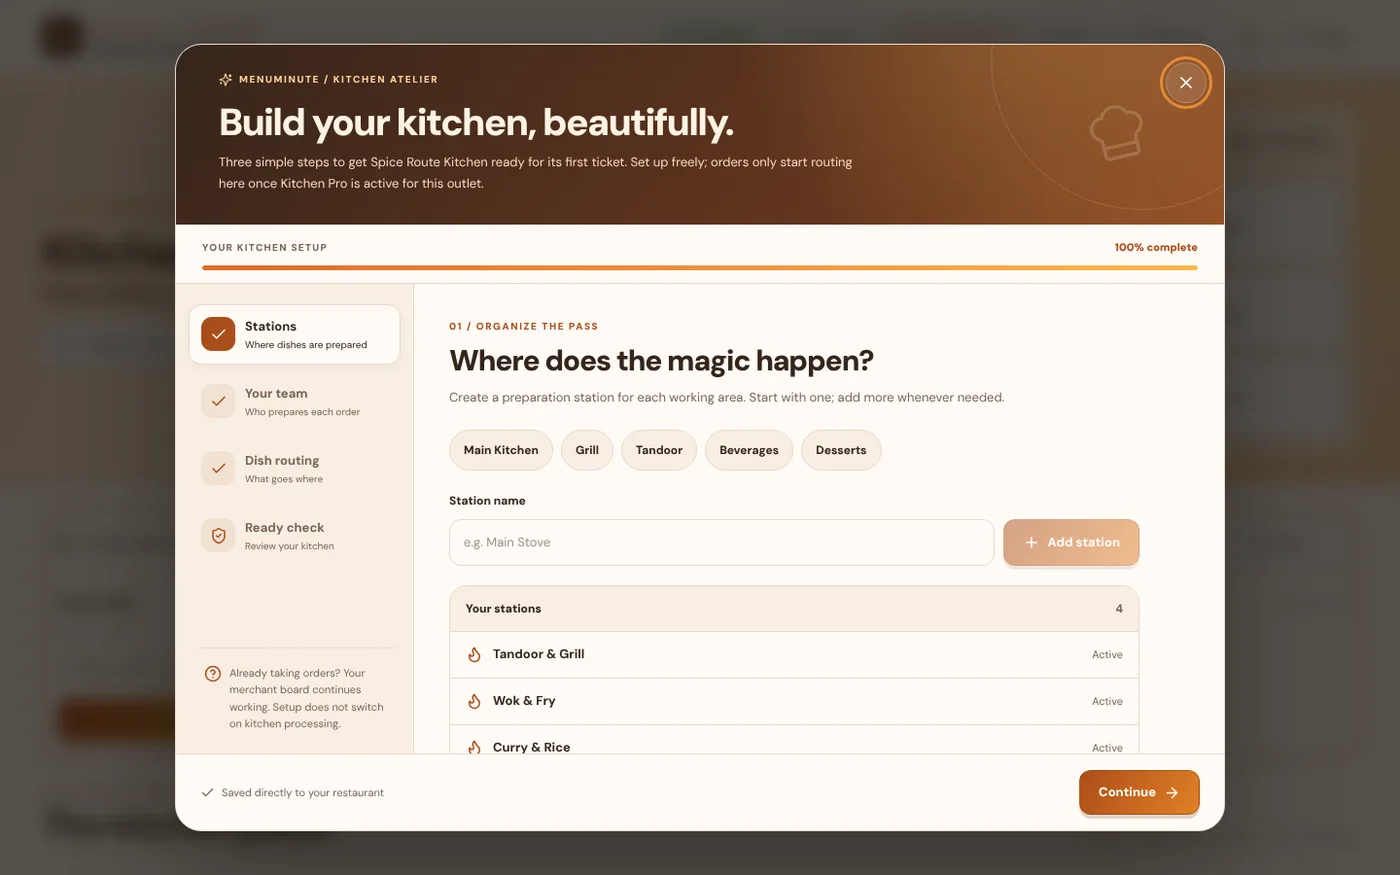 MENUMINUTE / KITCHEN ATELIER
Build your kitchen, beautifully.
Three simple steps to get Spice Route Kitchen ready for its first ticket. Set up freely; orders only start routing
here once Kitchen Pro is active for this outlet.
YOUR KITCHEN SETUP
100% complete
Stations
Where dishes are prepared
Your team
Who prepares each order
Dish routing
What goes where
Ready check
Review your kitchen
Already taking orders? Your
merchant board continues
working. Setup does not switch
on kitchen processing.
01 / ORGANIZE THE PASS
Where does the magic happen?
Create a preparation station for each working area. Start with one; add more whenever needed.
Main Kitchen
Grill
Tandoor
Beverages
Desserts
Station name
e.g. Main Stove
Add station
Your stations
4
Tandoor & Grill
Active
Wok & Fry
Active
Curry & Rice
Active
Saved directly to your restaurant
Continue